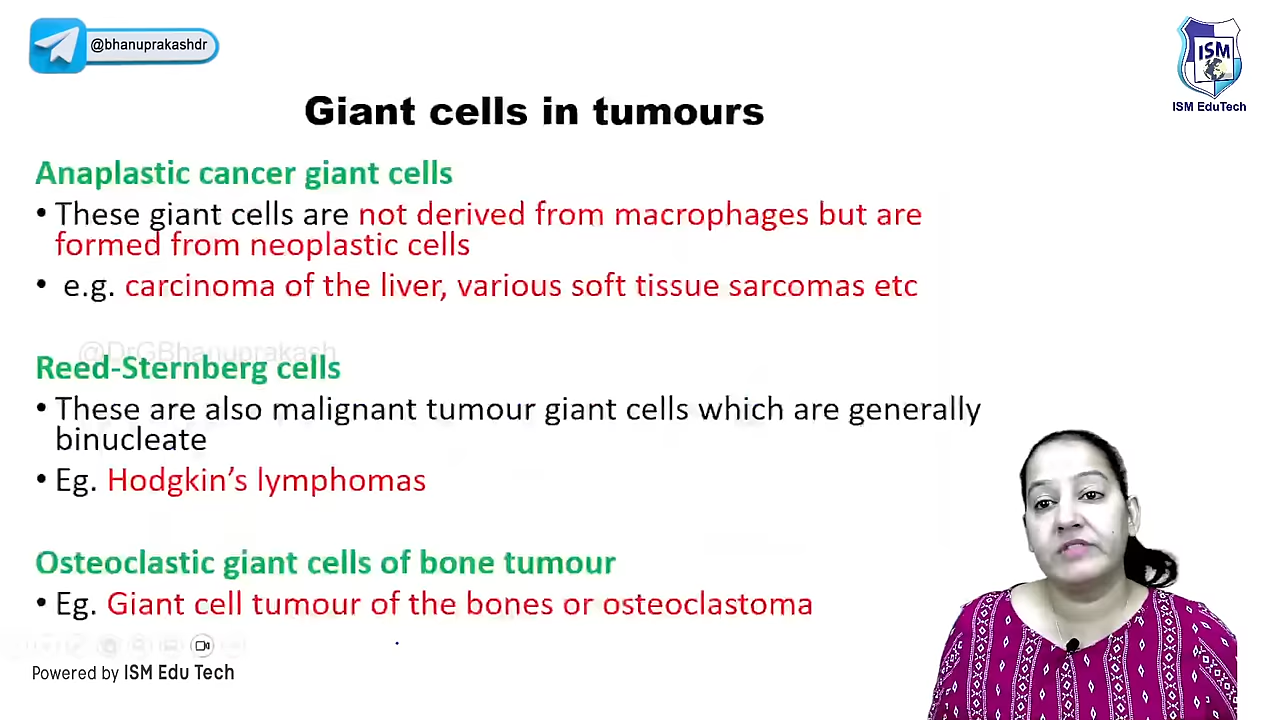 @bhanuprakashdr
ISM
ISM EduTech
Giant cells in tumours
Anaplastic cancer giant cells
• These giant cells are not derived from macrophages but are
formed from neoplastic cells
• e.g. carcinoma of the liver, various soft tissue sarcomas etc
@DrGBhanuprakash
Reed-Sternberg cells
• These are also malignant tumour giant cells which are generally
binucleate
• Eg. Hodgkin’s lymphomas
Osteoclastic giant cells of bone tumour
• Eg. Giant cell tumour of the bones or osteoclastoma
Powered by ISM Edu Tech